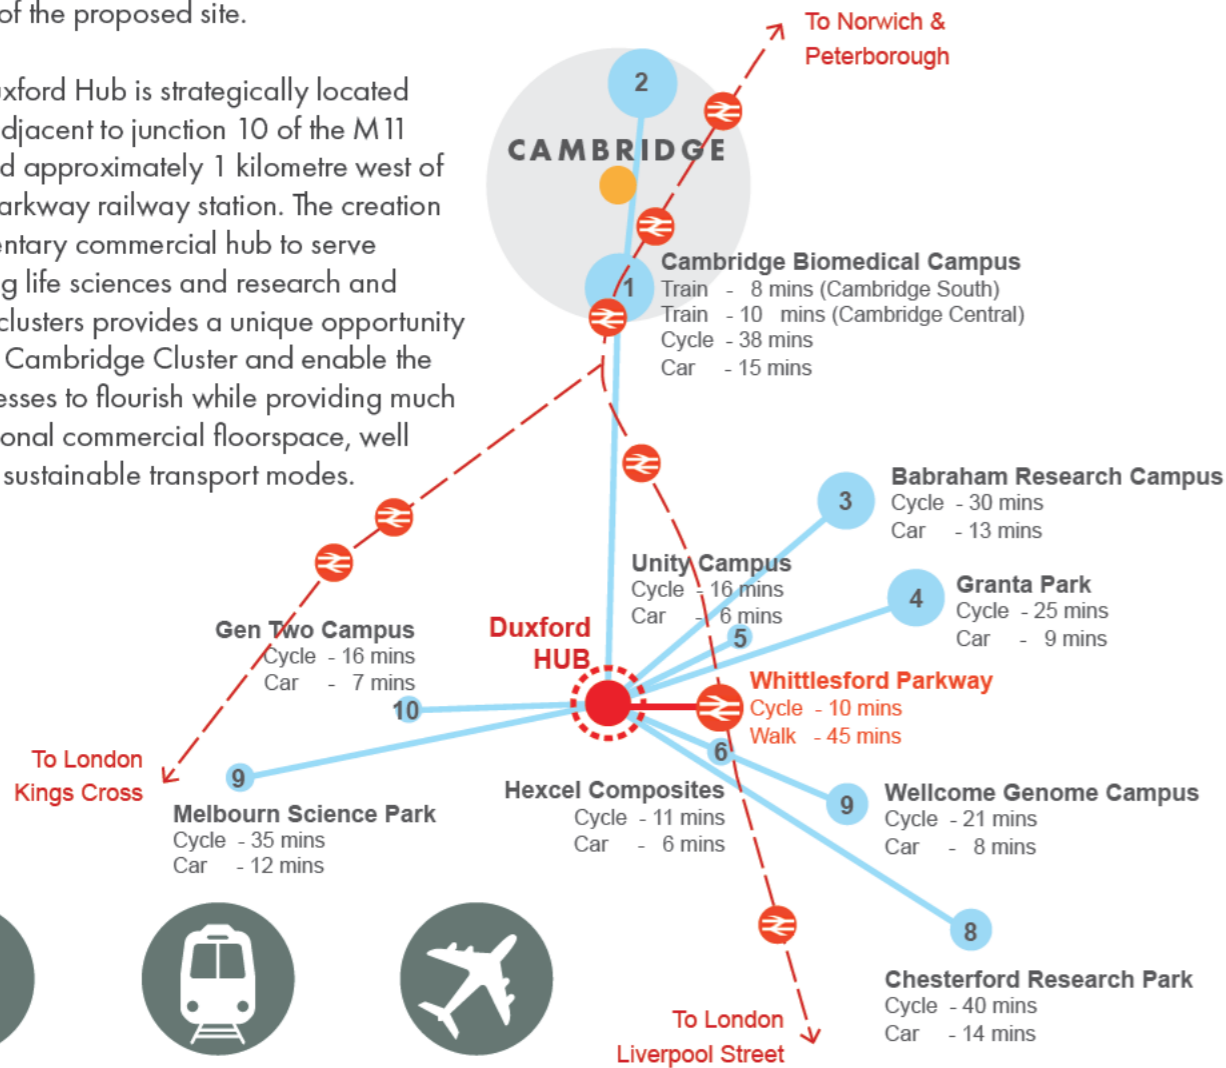 of the proposed site.
uxford Hub is strategically located
djacent to junction 10 of the M11
d approximately 1 kilometre west of
arkway railway station. The creation
entary commercial hub to serve
g life sciences and research and
clusters provides a unique opportunity
Cambridge Cluster and enable the
esses to flourish while providing much
onal commercial floorspace, well
sustainable transport modes.
To Norwich &
Peterborough
2
CAMBRIDGE
1
Cambridge Biomedical Campus
Train - 8 mins (Cambridge South)
Train - 10 mins (Cambridge Central)
Cycle - 38 mins
Car - 15 mins
3
Babraham Research Campus
Cycle - 30 mins
Car - 13 mins
Unity Campus
Cycle - 16 mins
Car - 6 mins
5
4
Granta Park
Cycle - 25 mins
Car - 9 mins
Gen Two Campus
Cycle - 16 mins
Car - 7 mins
10
Duxford
HUB
Whittlesford Parkway
Cycle - 10 mins
Walk - 45 mins
To London
Kings Cross
9
Melbourn Science Park
Cycle - 35 mins
Car - 12 mins
6
Hexcel Composites
Cycle - 11 mins
Car - 6 mins
9
Wellcome Genome Campus
Cycle - 21 mins
Car - 8 mins
8
Chesterford Research Park
Cycle - 40 mins
Car - 14 mins
To London
Liverpool Street